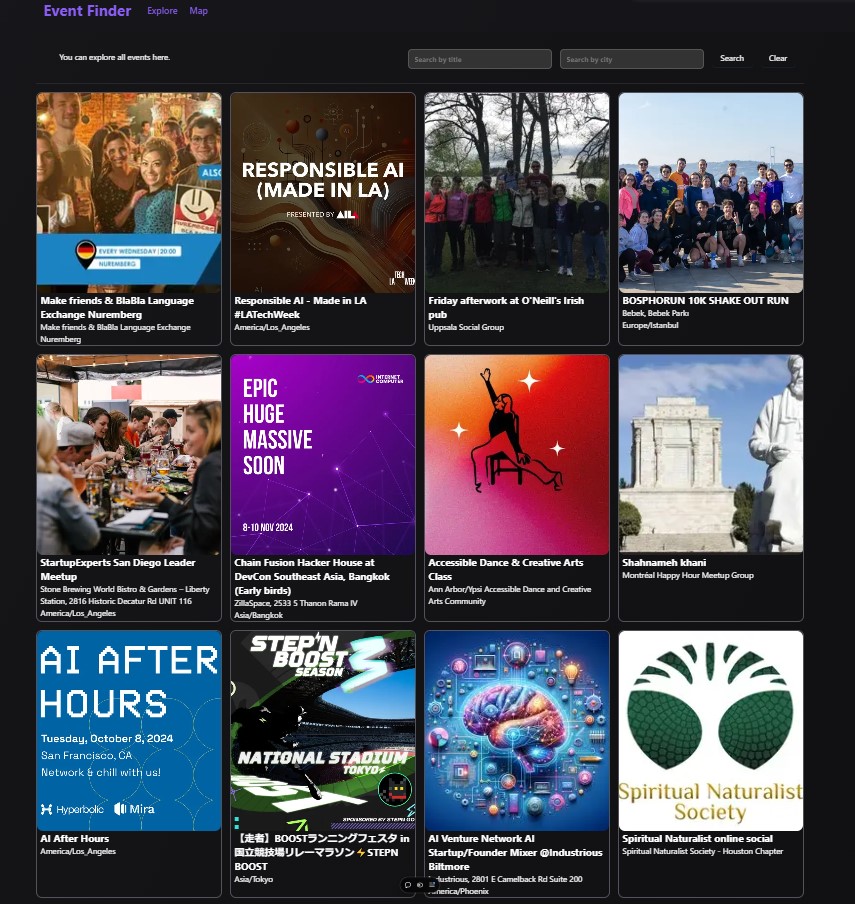 Event Finder Explore Map
You can explore all events here.
Search by title
Search by city
Search
Clear
ALSO
EVERY WEDNESDAY | 20:00
NUREMBERG
Make friends & BlaBla Language
Exchange Nuremberg
Make friends & BlaBla Language Exchange
Nuremberg
RESPONSIBLE AI
(MADE IN LA)
PRESENTED BY AILA
LA TECH WEEK
Responsible AI - Made in LA
#LATechWeek
America/Los_Angeles
Friday afterwork at O'Neill's Irish
pub
Uppsala Social Group
BOSPHORUN 10K SHAKE OUT RUN
Bebek, Bebek Parkı
Europe/Istanbul
StartupExperts San Diego Leader
Meetup
Stone Brewing World Bistro & Gardens – Liberty
Station, 2816 Historic Decatur Rd UNIT 116
America/Los_Angeles
INTERNET
COMPUTER
EPIC
HUGE
MASSIVE
SOON
8-10 NOV 2024
Chain Fusion Hacker House at
DevCon Southeast Asia, Bangkok
(Early birds)
ZillaSpace, 2533 5 Thanon Rama IV
Asia/Bangkok
Accessible Dance & Creative Arts
Class
Ann Arbor/Ypsi Accessible Dance and Creative
Arts Community
Shahnameh khani
Montréal Happy Hour Meetup Group
AI AFTER
HOURS
Tuesday, October 8, 2024
San Francisco, CA
Network & chill with us!
Hyperbolic Mira
AI After Hours
America/Los_Angeles
STEP'N
BOOST
SEASON
NATIONAL STADIUM
TOKYO
SPONSORED BY STEPN GO
【走者】BOOSTランニングフェスタ in
国立競技場リレーマラソン⚡STEPN
BOOST
Asia/Tokyo
AI Venture Network AI
Startup/Founder Mixer @Industrious
Biltmore
Industrious, 2801 E Camelback Rd Suite 200
America/Phoenix
Spiritual Naturalist
Society
Spiritual Naturalist online social
Spiritual Naturalist Society - Houston Chapter